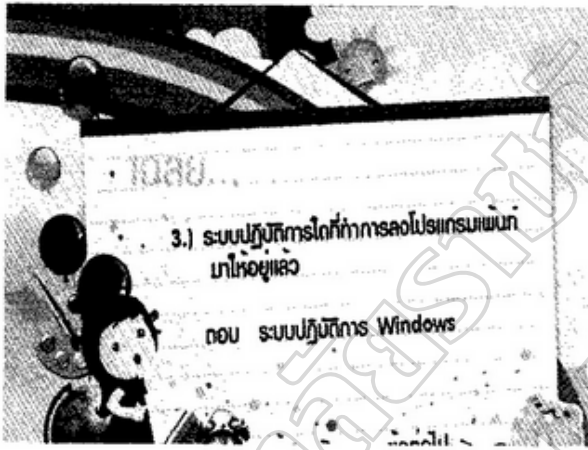 เฉลย...
3.) ระบบปฏิบัติการใดที่ทำการลงโปรแกรมเพ้นท์
มาให้อยู่แล้ว
ตอบ ระบบปฏิบัติการ Windows